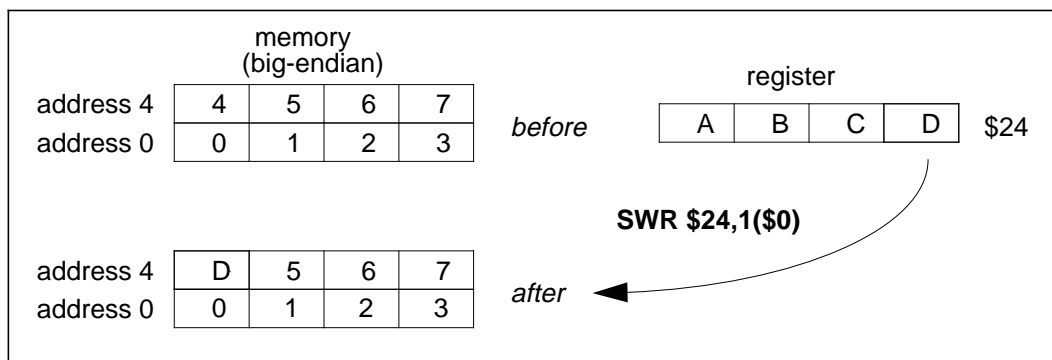 memory
(big-endian)
register
address 4 4 5 6 7
address 0 0 1 2 3
before
A B C D $24
SWR $24,1($0)
address 4 D 5 6 7
address 0 0 1 2 3
after